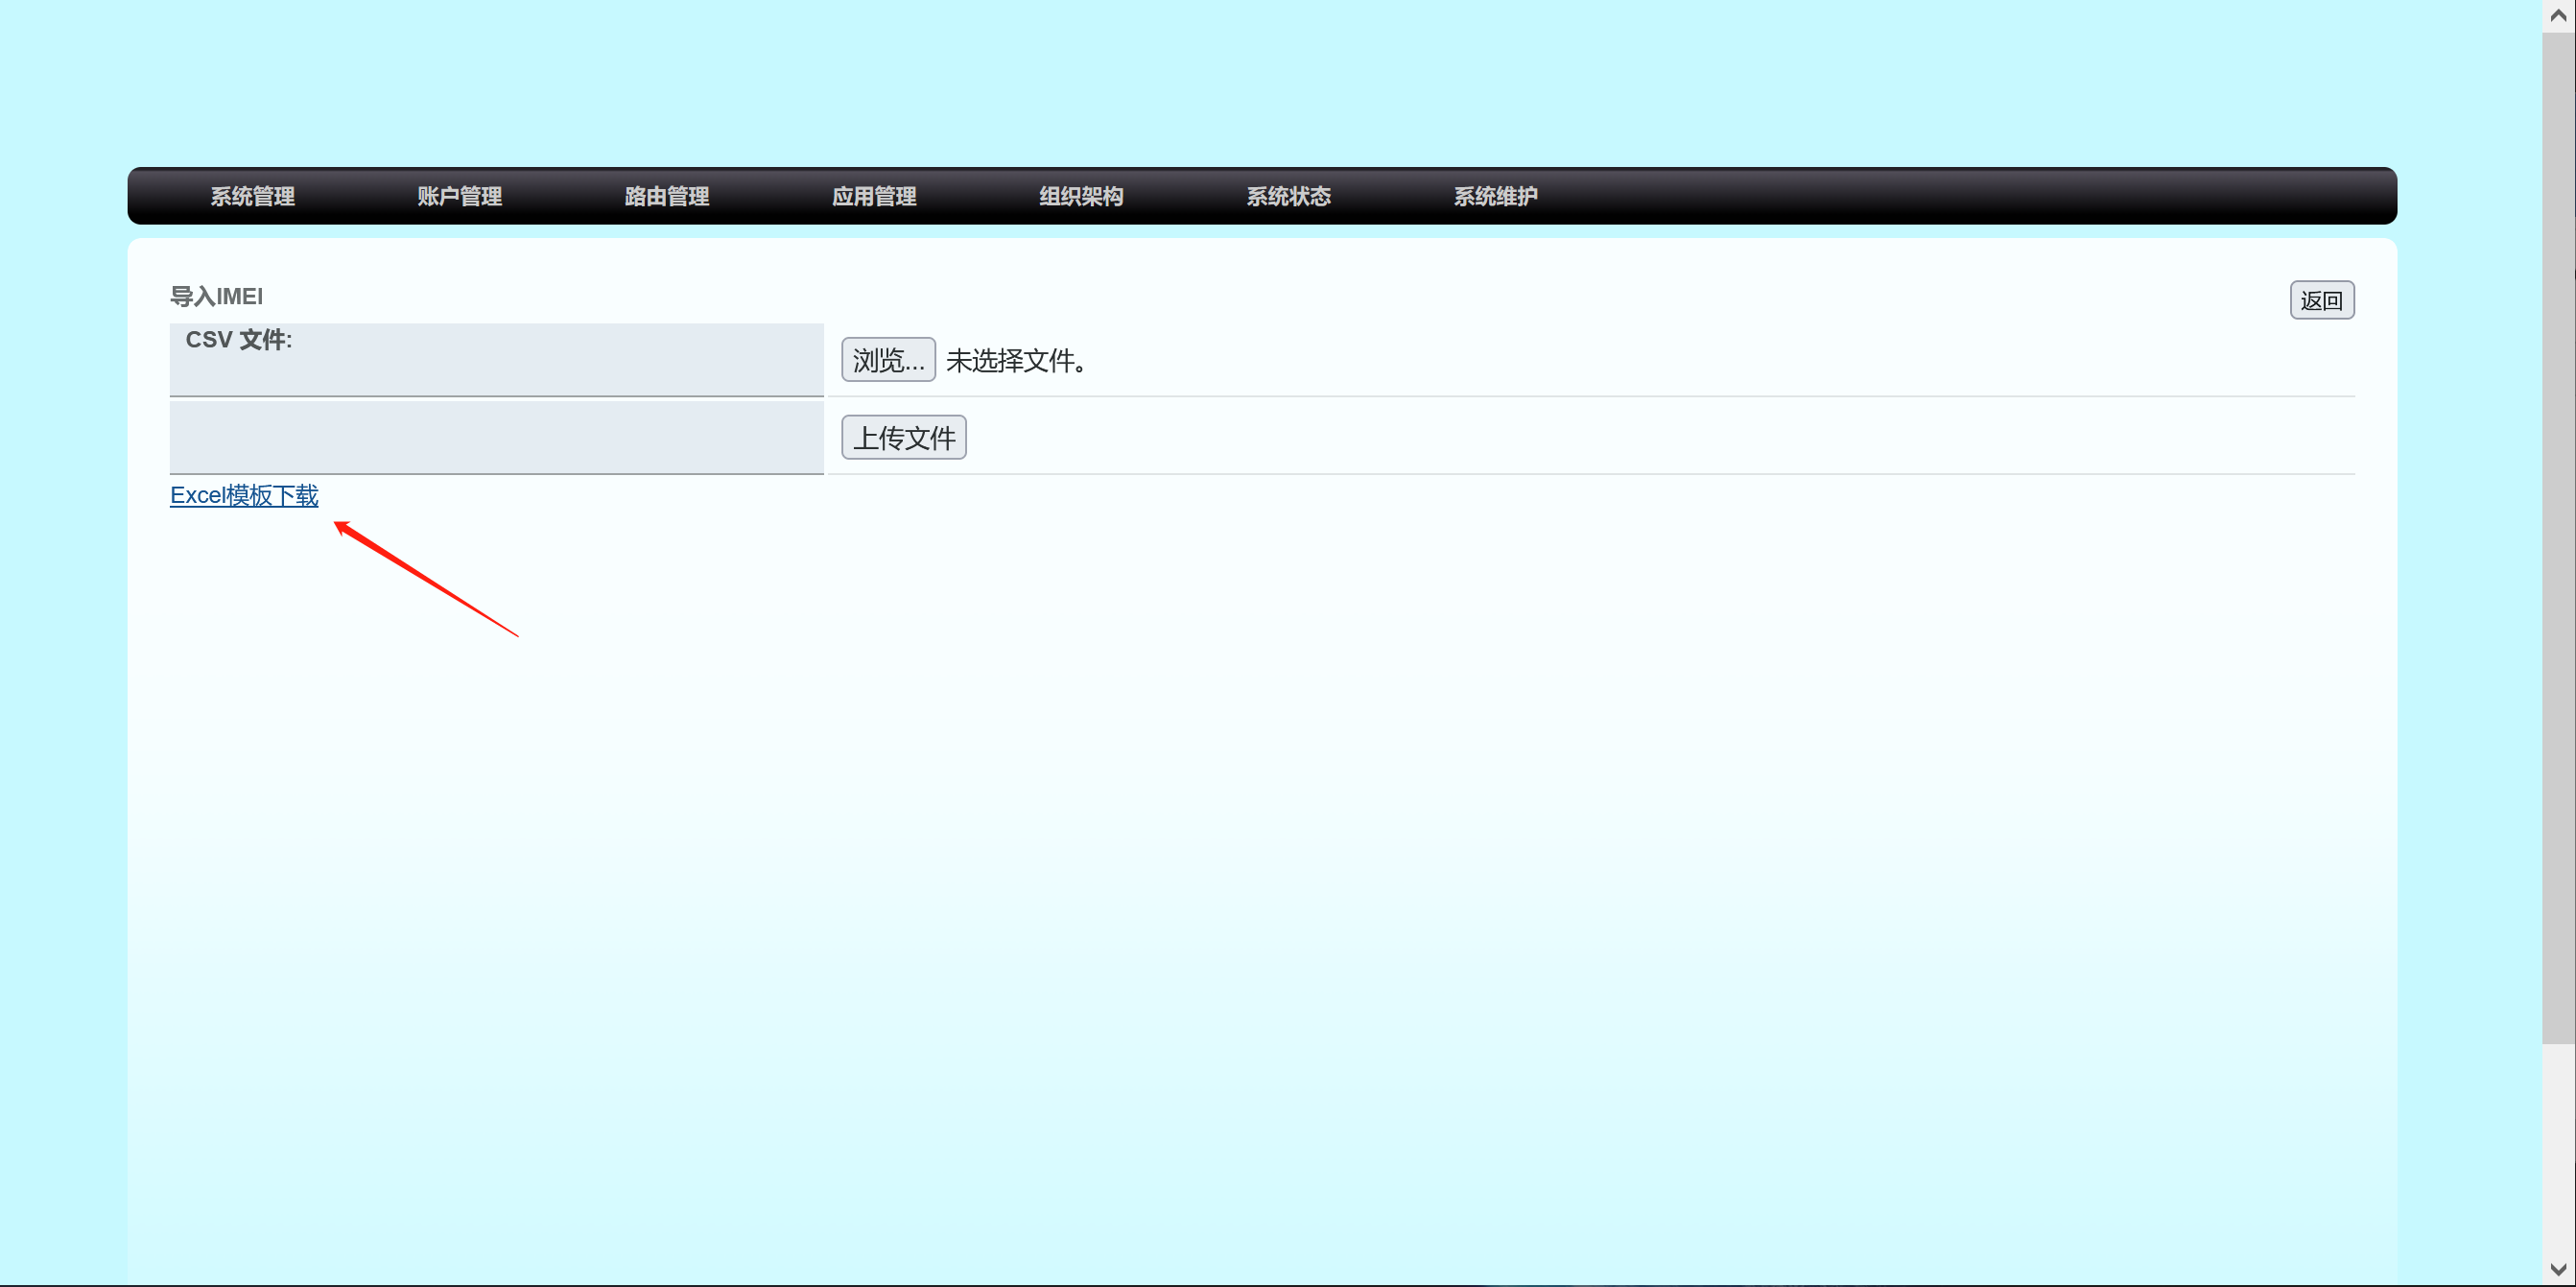 系统管理 账户管理 路由管理 应用管理 组织架构 系统状态 系统维护
导入IMEI 返回
CSV 文件: 浏览... 未选择文件。
上传文件
Excel模板下载